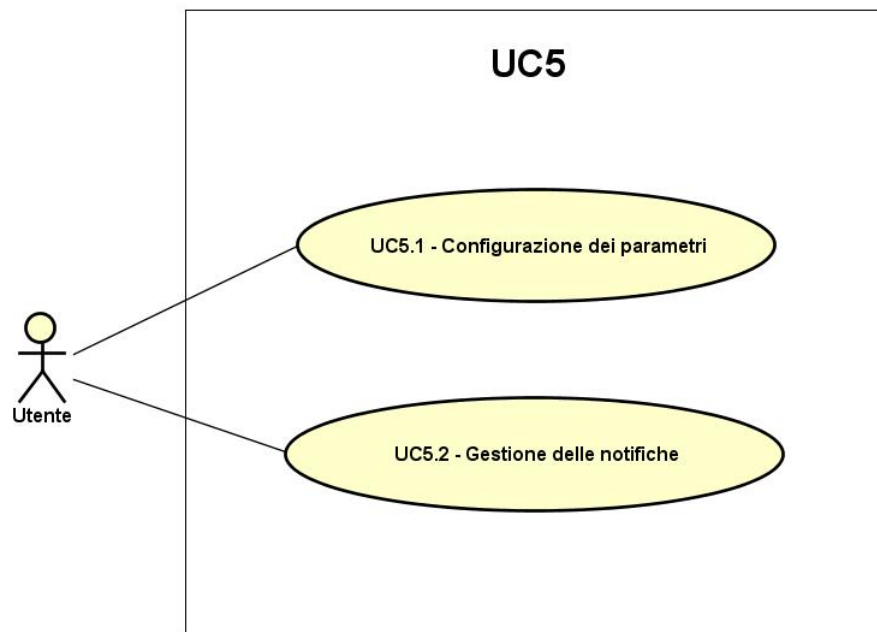 UC5
UC5.1 - Configurazione dei parametri
Utente
UC5.2 - Gestione delle notifiche